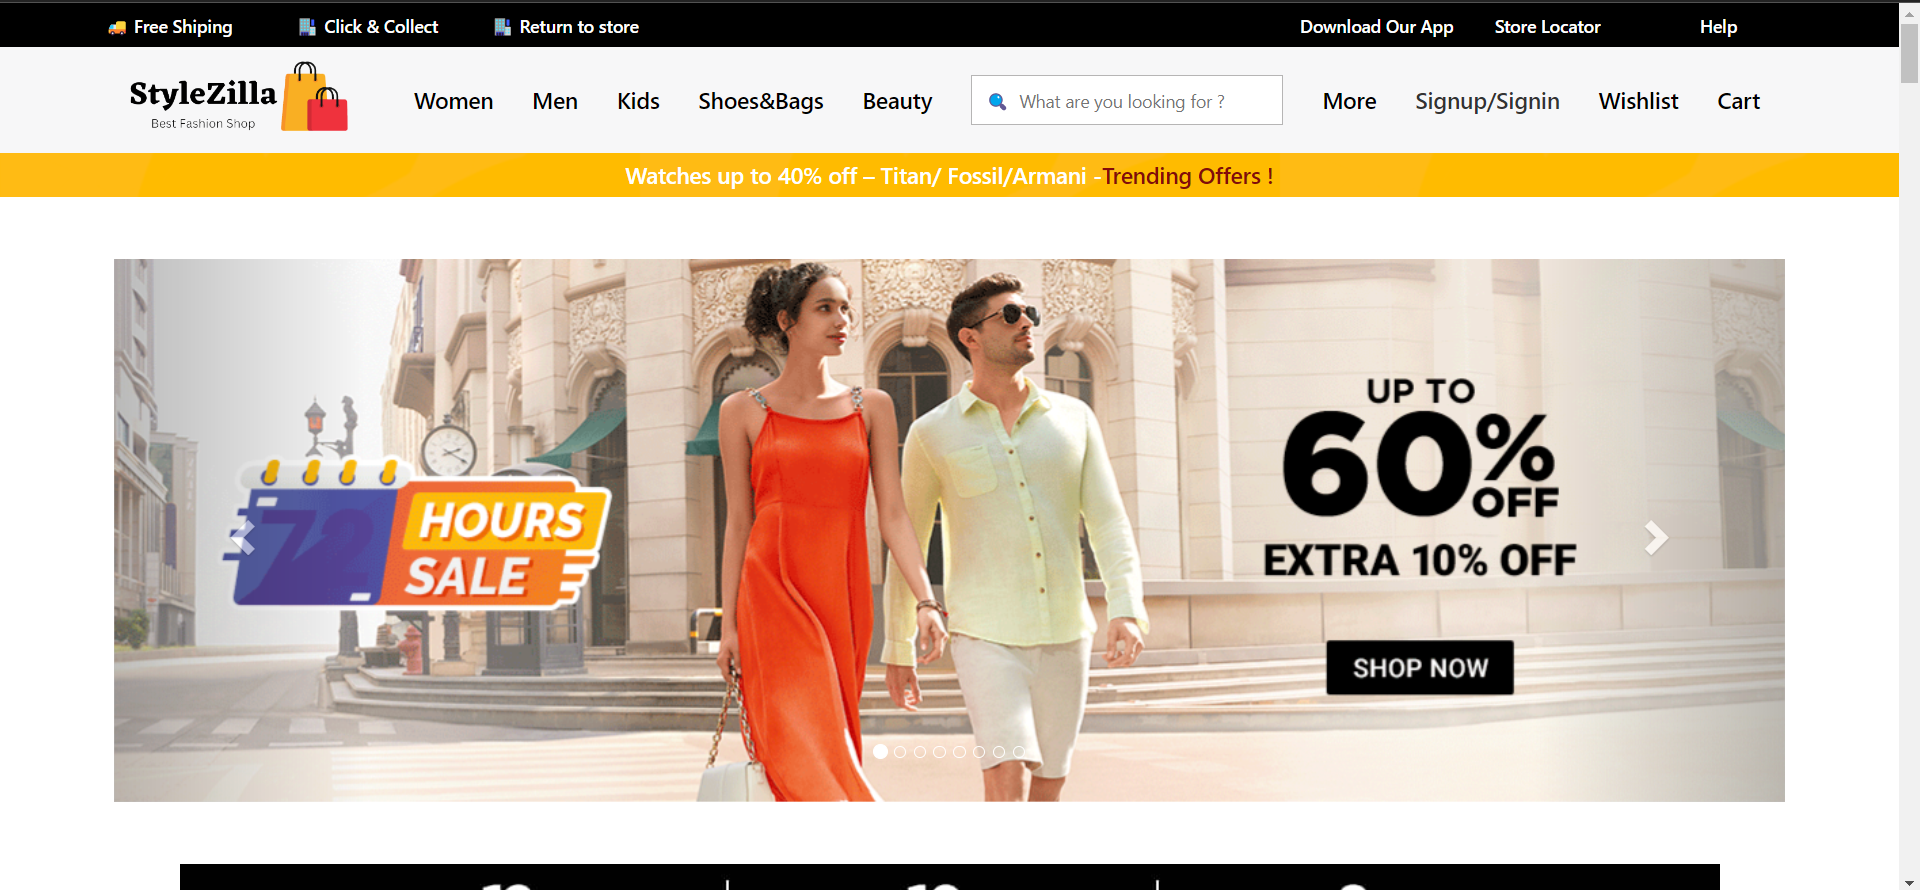 Free Shiping
Click & Collect
Return to store
Download Our App
Store Locator
Help
StyleZilla
Best Fashion Shop
Women
Men
Kids
Shoes&Bags
Beauty
What are you looking for ?
More
Signup/Signin
Wishlist
Cart
Watches up to 40% off – Titan/ Fossil/Armani -Trending Offers !
72
HOURS
SALE
UP TO
60%
OFF
EXTRA 10% OFF
SHOP NOW